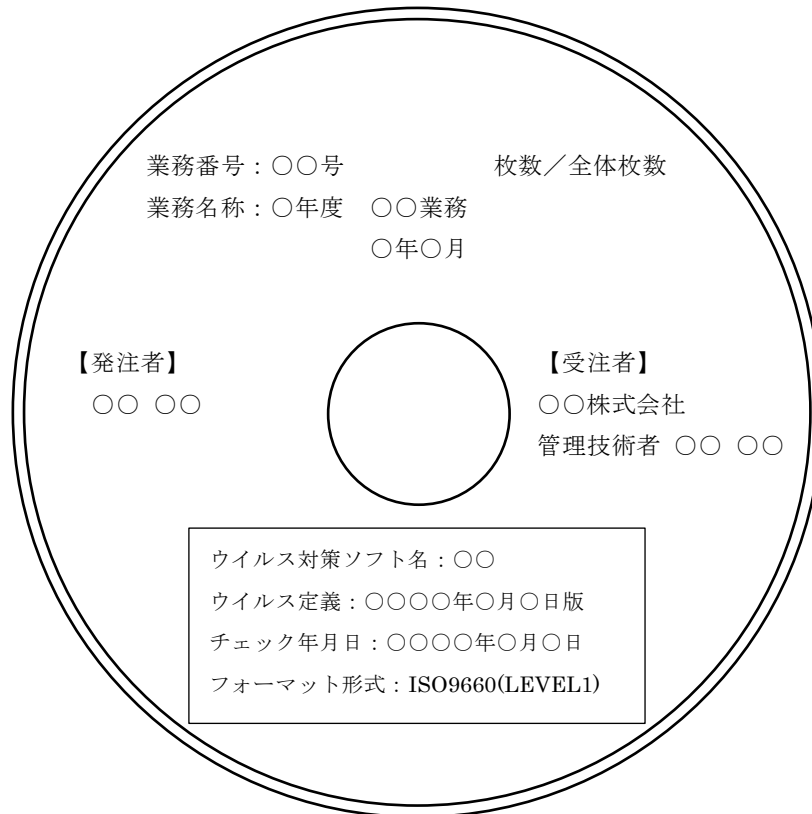 業務番号：○○号　枚数／全体枚数
業務名称：○年度　○○業務
○年○月
【発注者】　【受注者】
○○ ○○　○○株式会社
管理技術者 ○○ ○○
ウイルス対策ソフト名：○○
ウイルス定義：○○○○年○月○日版
チェック年月日：○○○○年○月○日
フォーマット形式：ISO9660(LEVEL1)